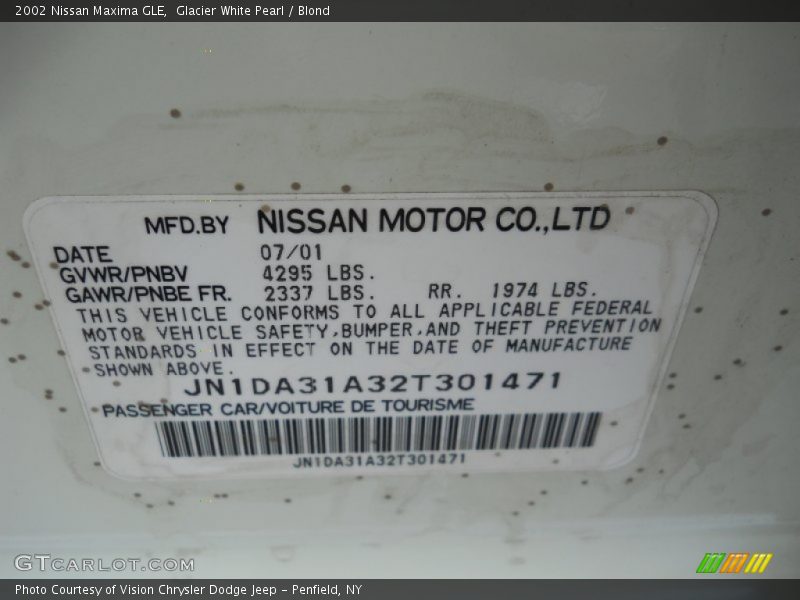 2002 Nissan Maxima GLE,  Glacier White Pearl / Blond
MFD.BY NISSAN MOTOR CO.,LTD
DATE 07/01
GVWR/PNBV 4295 LBS.
GAWR/PNBE FR. 2337 LBS. RR. 1974 LBS.
THIS VEHICLE CONFORMS TO ALL APPLICABLE FEDERAL
MOTOR VEHICLE SAFETY,BUMPER,AND THEFT PREVENTION
STANDARDS IN EFFECT ON THE DATE OF MANUFACTURE
SHOWN ABOVE.
JN1DA31A32T301471
PASSENGER CAR/VOITURE DE TOURISME
JN1DA31A32T301471
GTCARLOT.COM
Photo Courtesy of Vision Chrysler Dodge Jeep – Penfield, NY